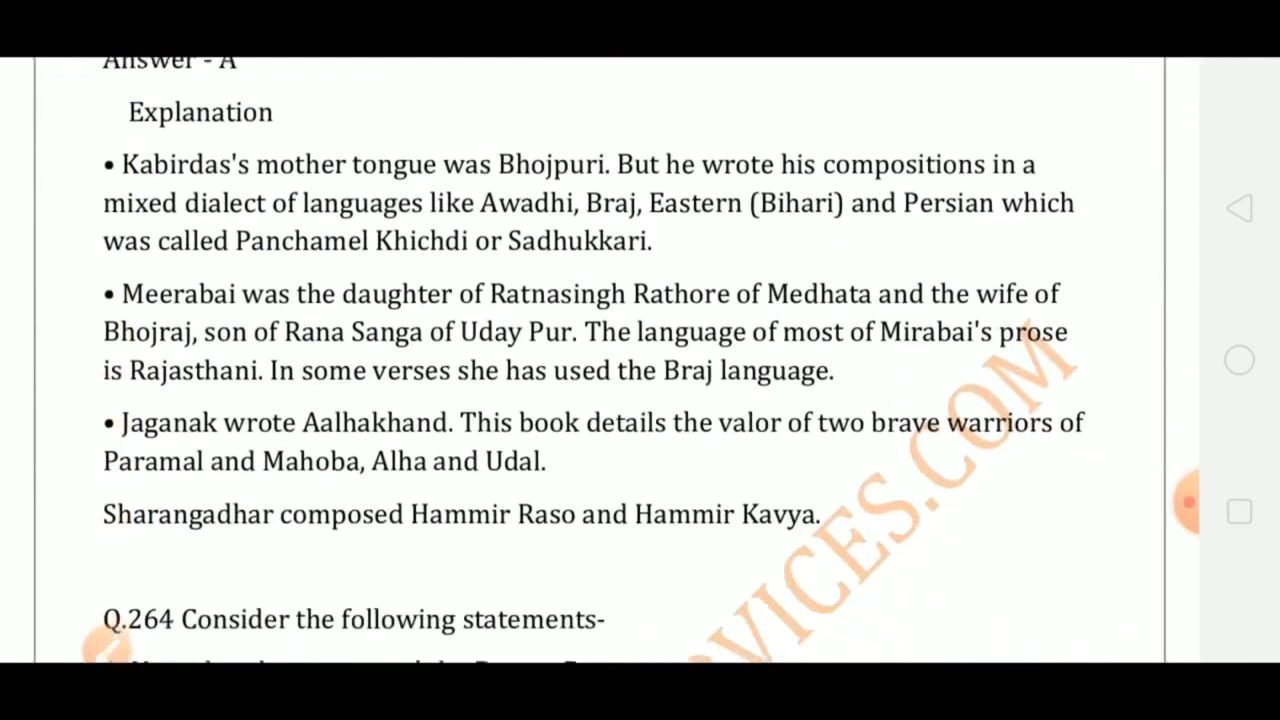 Answer - A
Explanation
• Kabirdas's mother tongue was Bhojpuri. But he wrote his compositions in a
mixed dialect of languages like Awadhi, Braj, Eastern (Bihari) and Persian which
was called Panchamel Khichdi or Sadhukkari.
• Meerabai was the daughter of Ratnasingh Rathore of Medhata and the wife of
Bhojraj, son of Rana Sanga of Uday Pur. The language of most of Mirabai's prose
is Rajasthani. In some verses she has used the Braj language.
• Jaganak wrote Aalhakhand. This book details the valor of two brave warriors of
Paramal and Mahoba, Alha and Udal.
Sharangadhar composed Hammir Raso and Hammir Kavya.
Q.264 Consider the following statements-
VICES.COM